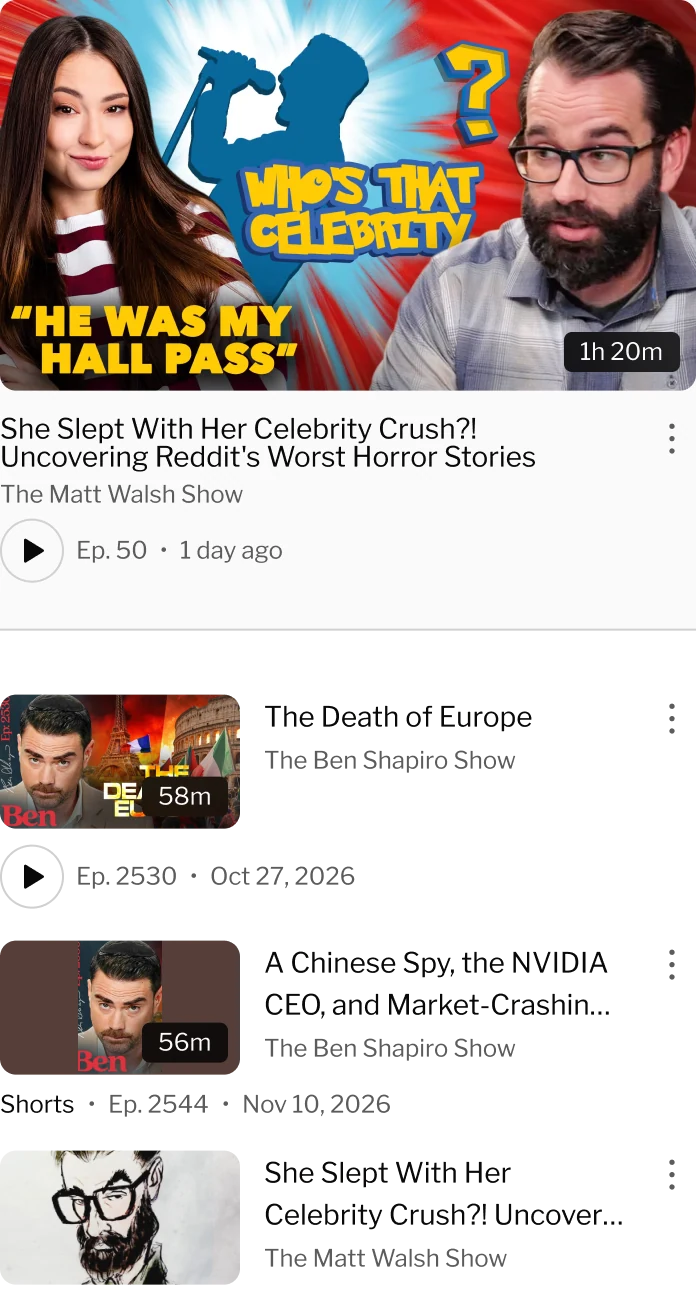 WHO'S THAT
CELEBRITY
?
"HE WAS MY
HALL PASS"
1h 20m
She Slept With Her Celebrity Crush?!
Uncovering Reddit's Worst Horror Stories
The Matt Walsh Show
Ep. 50 • 1 day ago
Ben
THE
58m
The Death of Europe
The Ben Shapiro Show
Ep. 2530 • Oct 27, 2026
Ben
56m
A Chinese Spy, the NVIDIA
CEO, and Market-Crashin...
The Ben Shapiro Show
Shorts • Ep. 2544 • Nov 10, 2026
She Slept With Her
Celebrity Crush?! Uncover...
The Matt Walsh Show